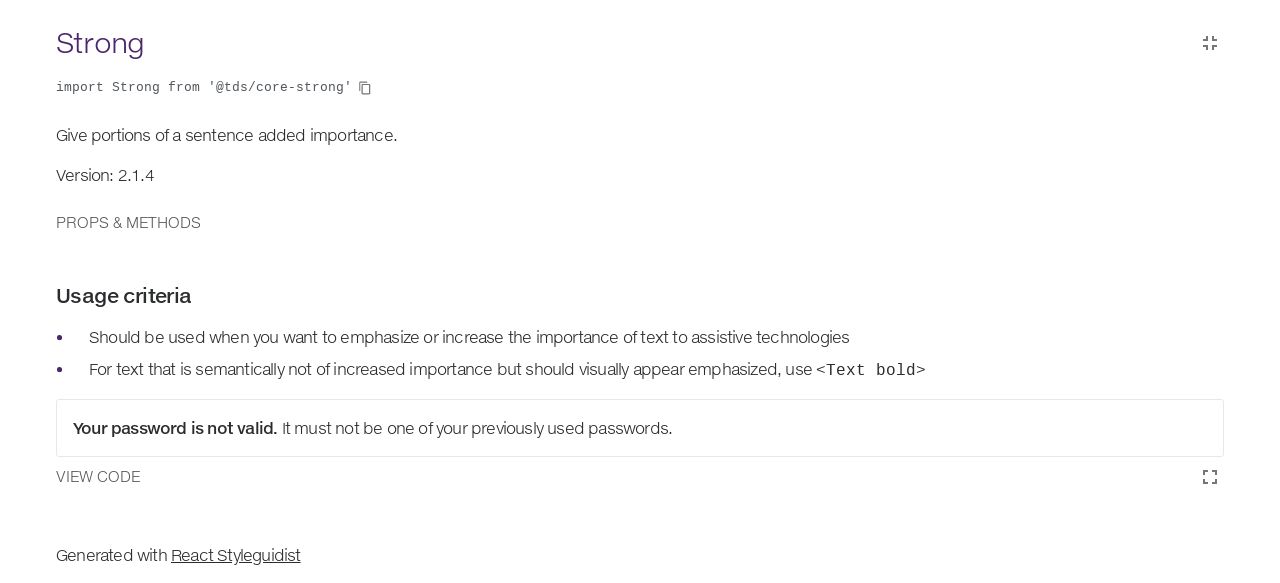 Strong
import Strong from '@tds/core-strong'
Give portions of a sentence added importance.
Version: 2.1.4
PROPS & METHODS
Usage criteria
• Should be used when you want to emphasize or increase the importance of text to assistive technologies
• For text that is semantically not of increased importance but should visually appear emphasized, use <Text bold>
Your password is not valid. It must not be one of your previously used passwords.
VIEW CODE
Generated with React Styleguidist